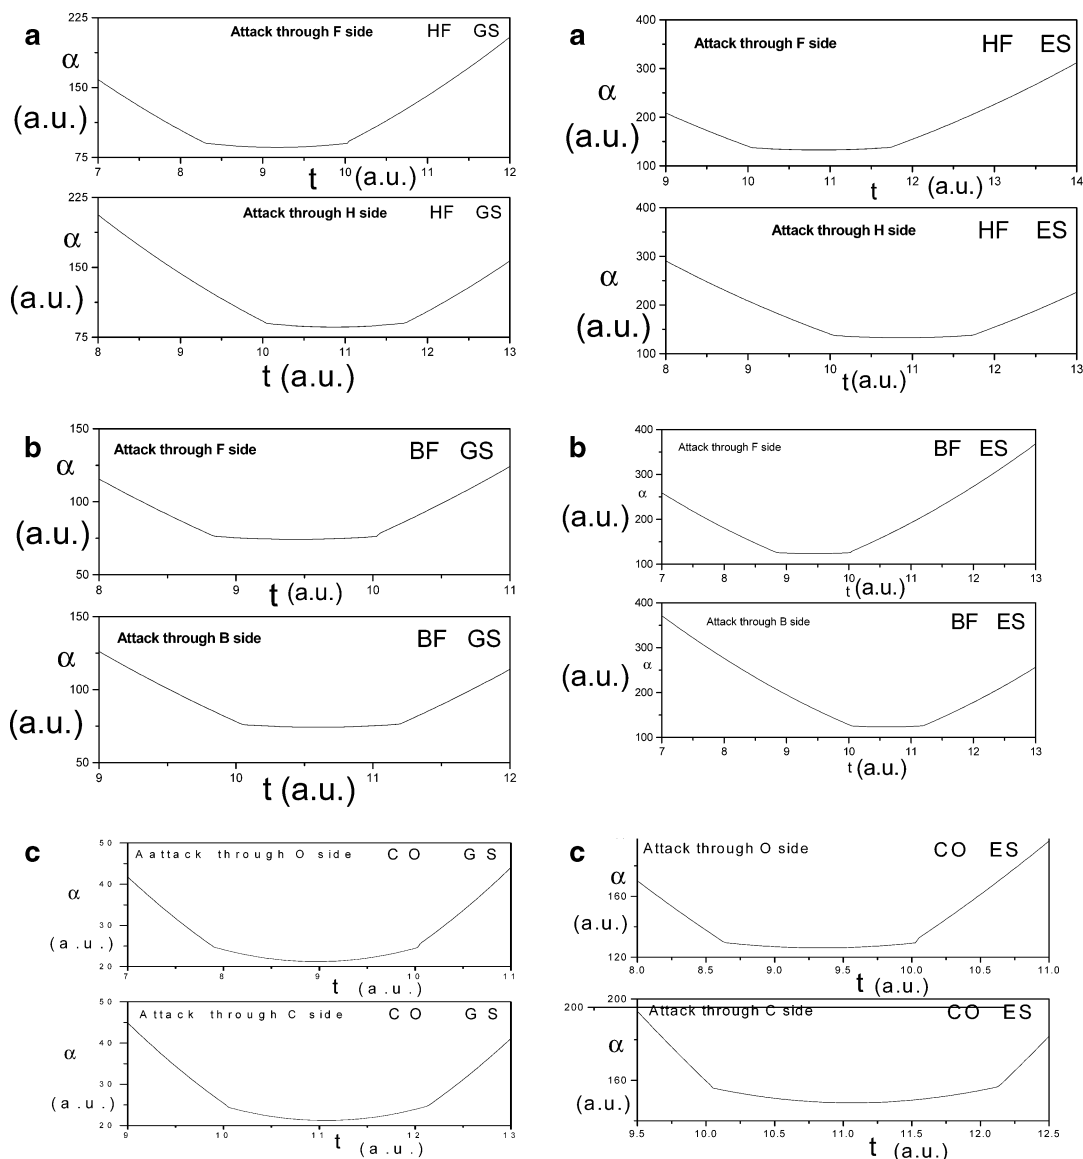 a
225
150
75
α
(a.u.)
Attack through F side HF GS
7 8 9 10 11 12
t (a.u.)
225
150
75
α
(a.u.)
Attack through H side HF GS
8 9 10 11 12 13
t (a.u.)
a
400
300
200
100
α
(a.u.)
Attack through F side HF ES
9 10 11 12 13 14
t (a.u.)
400
300
200
100
α
(a.u.)
Attack through H side HF ES
8 9 10 11 12 13
t (a.u.)
b
150
100
50
α
(a.u.)
Attack through F side BF GS
8 9 10 11
t (a.u.)
150
100
50
α
(a.u.)
Attack through B side BF GS
9 10 11 12
t (a.u.)
b
400
300
200
100
α
(a.u.)
Attack through F side BF ES
7 8 9 10 11 12 13
t (a.u.)
400
300
200
100
α
(a.u.)
Attack through B side BF ES
7 8 9 10 11 12 13
t (a.u.)
c
50
40
30
20
α
(a.u.)
Aattack through O side CO GS
7 8 9 10 11
t (a.u.)
50
40
30
20
α
(a.u.)
Attack through C side CO GS
9 10 11 12 13
t (a.u.)
c
160
120
α
(a.u.)
Attack through O side CO ES
8.0 8.5 9.0 9.5 10.0 10.5 11.0
t (a.u.)
200
200
160
α
(a.u.)
Attack through C side CO ES
9.5 10.0 10.5 11.0 11.5 12.0 12.5
t (a.u.)